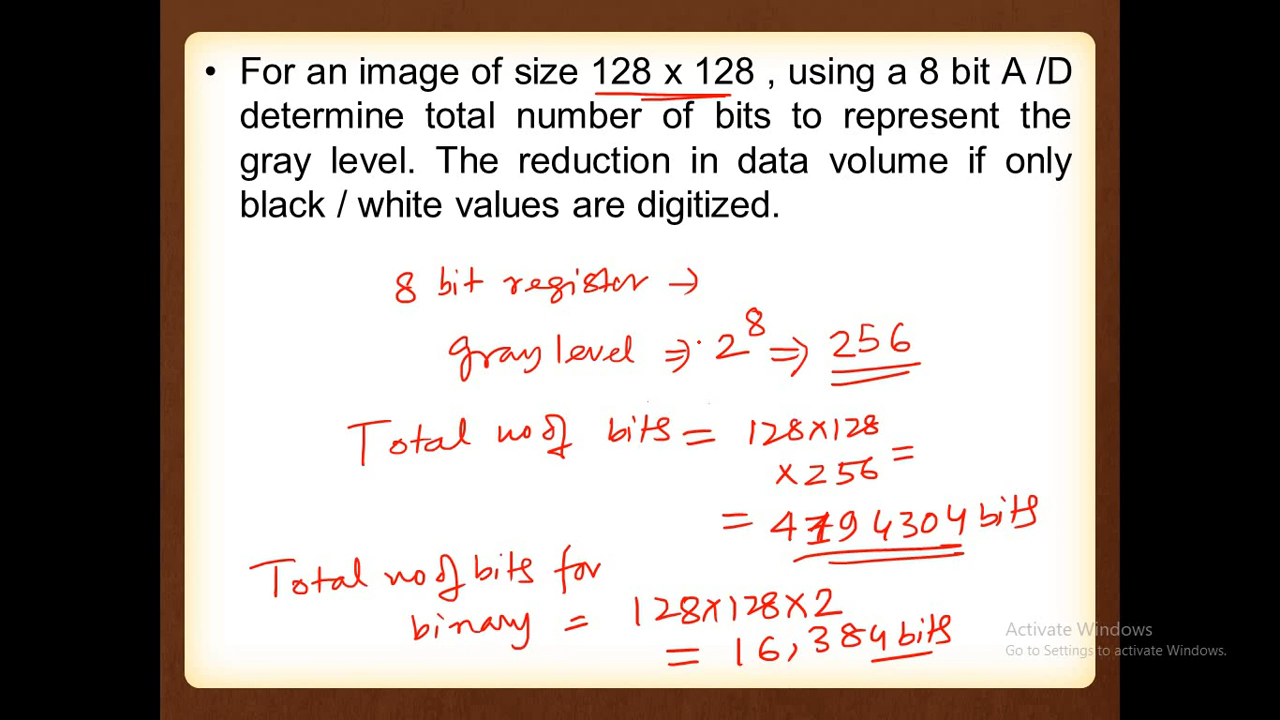 • For an image of size 128 x 128 , using a 8 bit A /D
determine total number of bits to represent the
gray level. The reduction in data volume if only
black / white values are digitized.
8 bit register →
gray level ⇒ 2^8 ⇒ 256
Total no of bits = 128×128
×256 =
= 4194304 bits
Total no of bits for
binary = 128×128×2
= 16,384 bits
Activate Windows
Go to Settings to activate Windows.